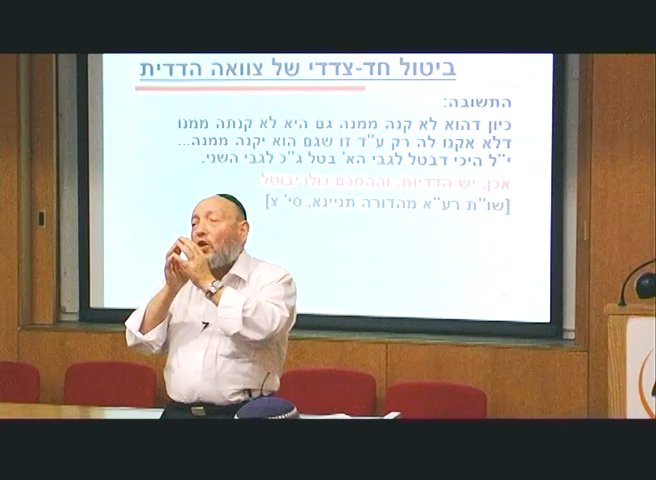 ביטול חד-צדדי של צוואה הדדית
התשובה:
כיון דהוא לא קנה ממנה גם היא לא קנתה ממנו
דלא אקנו לה רק ע"ד זו שגם הוא יקנה ממנה...
י"ל היכי דבטל לגבי הא' בטל ג"כ לגבי השני.
אכן, יש הדדיות, וההסכם כולו יבוטל.
[שו"ת רע"א מהדורה תניינא, סי' צ]